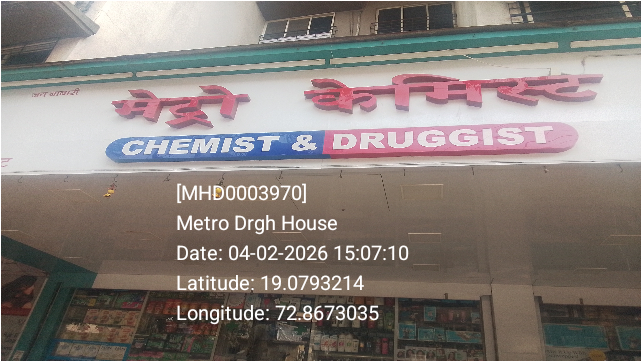 मेट्रो केमिस्ट
CHEMIST & DRUGGIST
[MHD0003970]
Metro Drgh House
Date: 04-02-2026 15:07:10
Latitude: 19.0793214
Longitude: 72.8673035